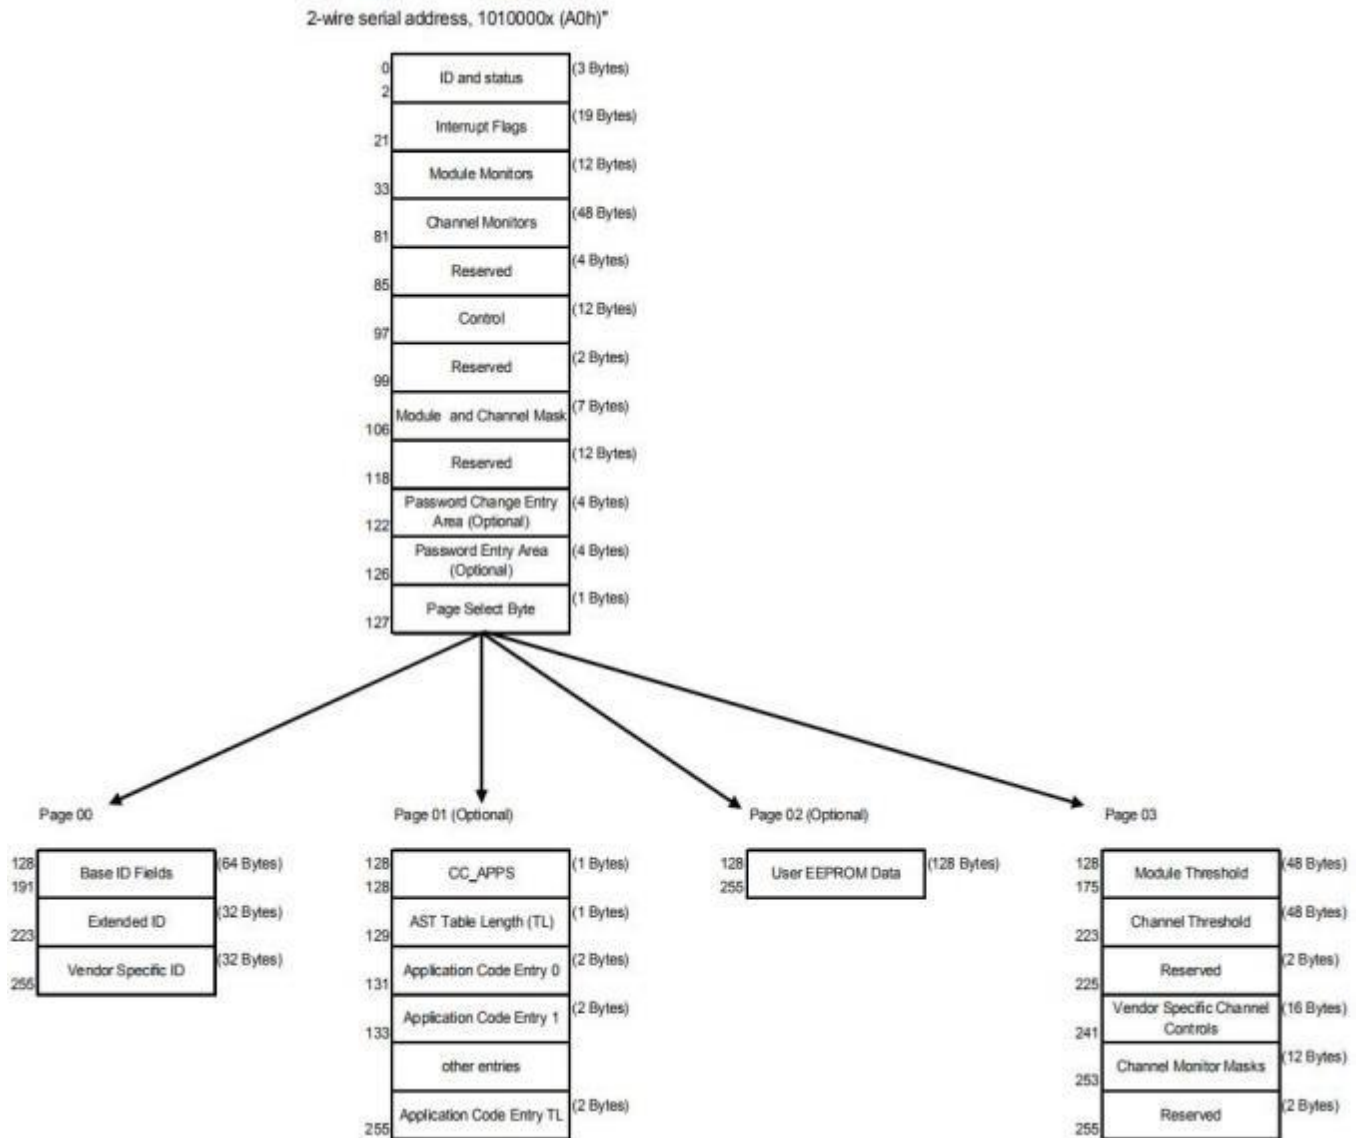 2-wire serial address, 1010000x (A0h)"
0
ID and status
(3 Bytes)
2
Interrupt Flags
(19 Bytes)
21
Module Monitors
(12 Bytes)
33
Channel Monitors
(48 Bytes)
81
Reserved
(4 Bytes)
85
Control
(12 Bytes)
97
Reserved
(2 Bytes)
99
Module and Channel Mask
(7 Bytes)
106
Reserved
(12 Bytes)
118
Password Change Entry
Area (Optional)
(4 Bytes)
122
Password Entry Area
(Optional)
(4 Bytes)
126
Page Select Byte
(1 Bytes)
127
Page 00
128
Base ID Fields
(64 Bytes)
191
Extended ID
(32 Bytes)
223
Vendor Specific ID
(32 Bytes)
255
Page 01 (Optional)
128
CC_APPS
(1 Bytes)
128
AST Table Length (TL)
(1 Bytes)
129
Application Code Entry 0
(2 Bytes)
131
Application Code Entry 1
(2 Bytes)
133
other entries
Application Code Entry TL
(2 Bytes)
255
Page 02 (Optional)
128
User EEPROM Data
(128 Bytes)
255
Page 03
128
Module Threshold
(48 Bytes)
175
Channel Threshold
(48 Bytes)
223
Reserved
(2 Bytes)
225
Vendor Specific Channel
Controls
(16 Bytes)
241
Channel Monitor Masks
(12 Bytes)
253
Reserved
(2 Bytes)
255